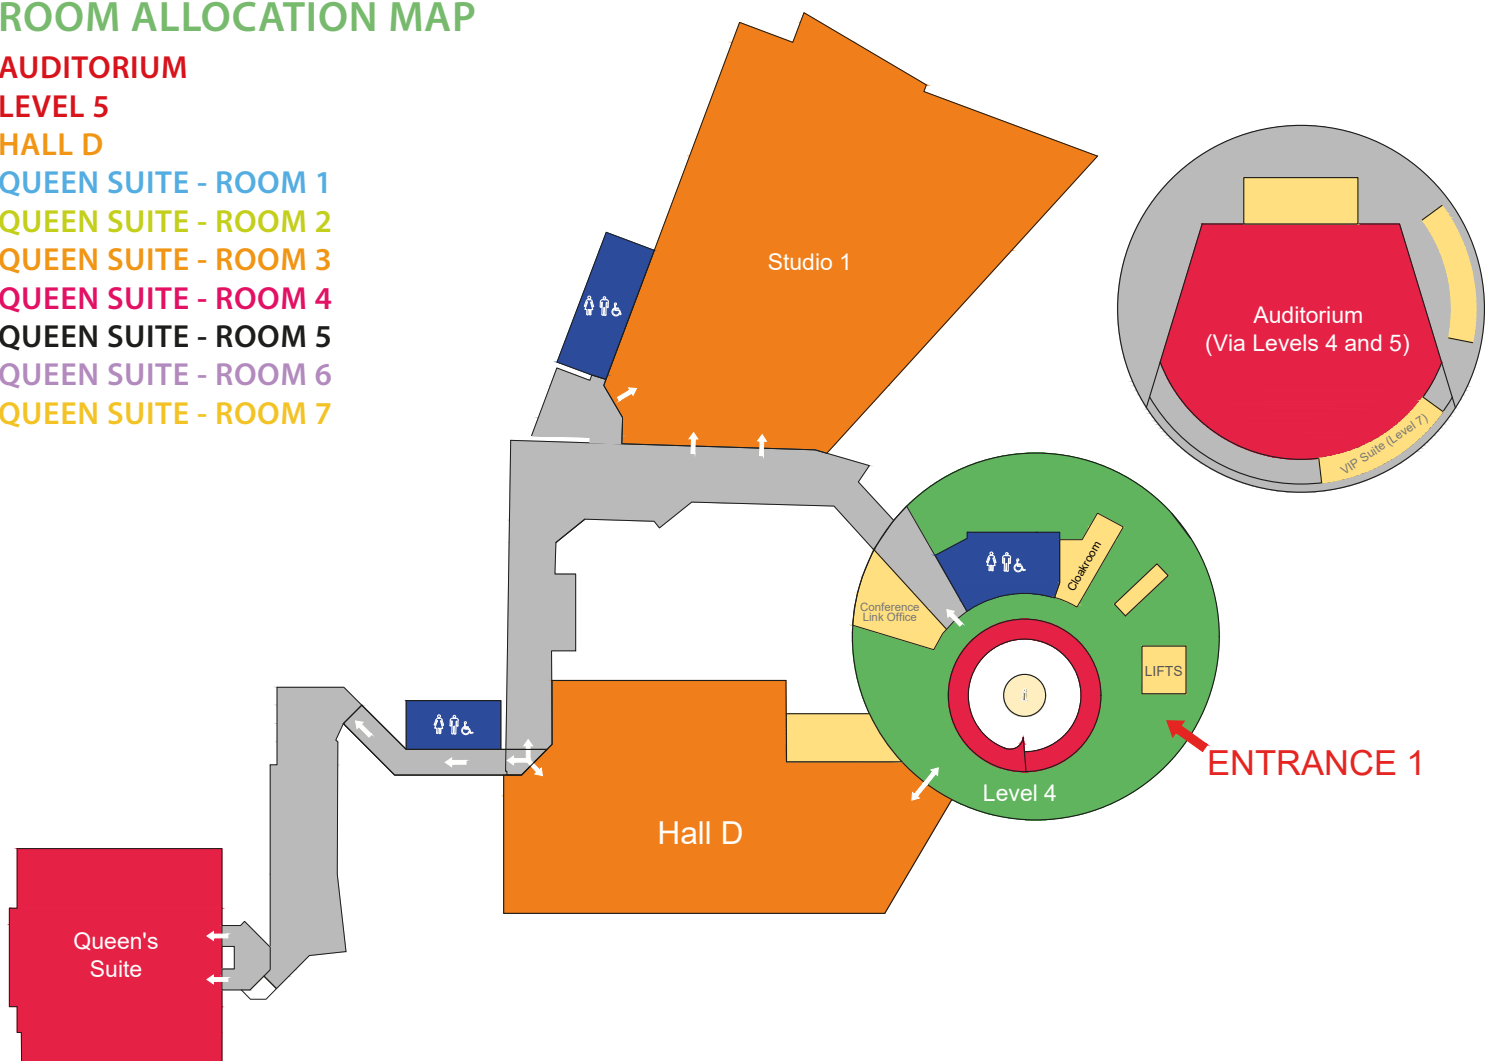 ROOM ALLOCATION MAP
AUDITORIUM
LEVEL 5
HALL D
QUEEN SUITE - ROOM 1
QUEEN SUITE - ROOM 2
QUEEN SUITE - ROOM 3
QUEEN SUITE - ROOM 4
QUEEN SUITE - ROOM 5
QUEEN SUITE - ROOM 6
QUEEN SUITE - ROOM 7
Studio 1
Auditorium
(Via Levels 4 and 5)
VIP Suite (Level 7)
Cloakroom
Conference
Link Office
LIFTS
i
ENTRANCE 1
Level 4
Hall D
Queen's
Suite